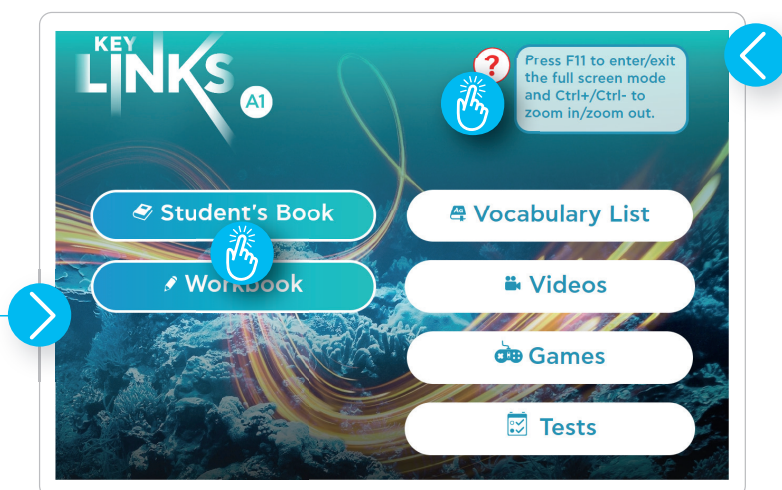 KEY
LINKS
A1
?
Press F11 to enter/exit
the full screen mode
and Ctrl+/Ctrl- to
zoom in/zoom out.
Student's Book
Vocabulary List
Workbook
Videos
Games
Tests